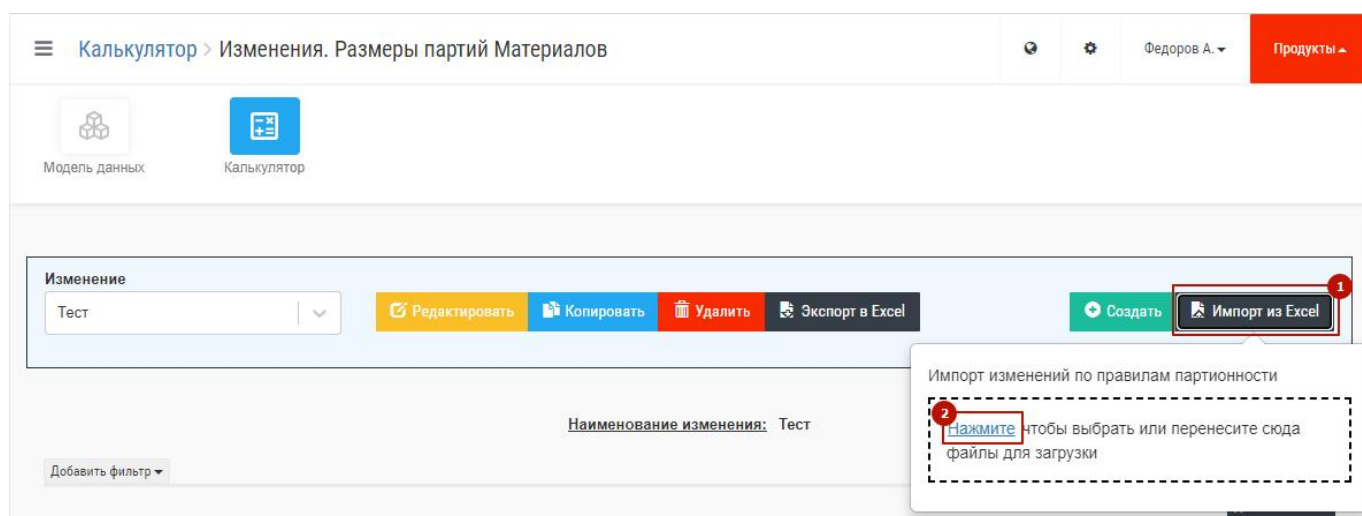 Калькулятор > Изменения. Размеры партий Материалов
Федоров А.
Продукты
Модель данных
Калькулятор
Изменение
Тест
Редактировать
Копировать
Удалить
Экспорт в Excel
Создать
Импорт из Excel
1
Импорт изменений по правилам партионности
2
Нажмите чтобы выбрать или перенесите сюда
файлы для загрузки
Наименование изменения: Тест
Добавить фильтр